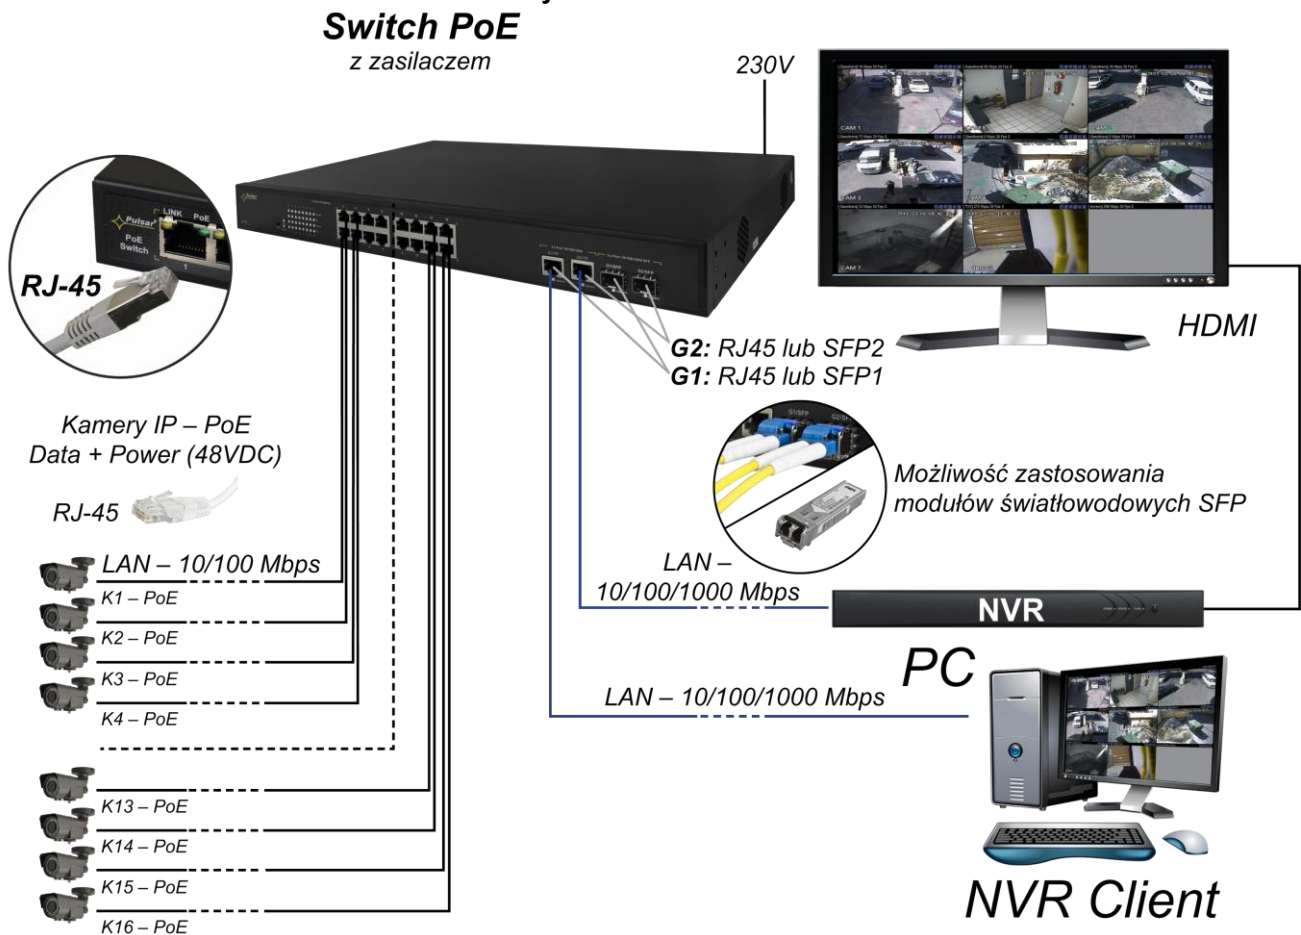 Switch PoE
z zasilaczem
230V
LINK PoE
Pulsar®
PoE
Switch
1
RJ-45
CAM 1
CAM 3
CAM 7
HDMI
G2: RJ45 lub SFP2
G1: RJ45 lub SFP1
Kamery IP – PoE
Data + Power (48VDC)
RJ-45
G1/SFP
Możliwość zastosowania
modułów światłowodowych SFP
LAN – 10/100 Mbps
K1 – PoE
K2 – PoE
K3 – PoE
K4 – PoE
K13 – PoE
K14 – PoE
K15 – PoE
K16 – PoE
LAN –
10/100/1000 Mbps
NVR
PC
LAN – 10/100/1000 Mbps
NVR Client